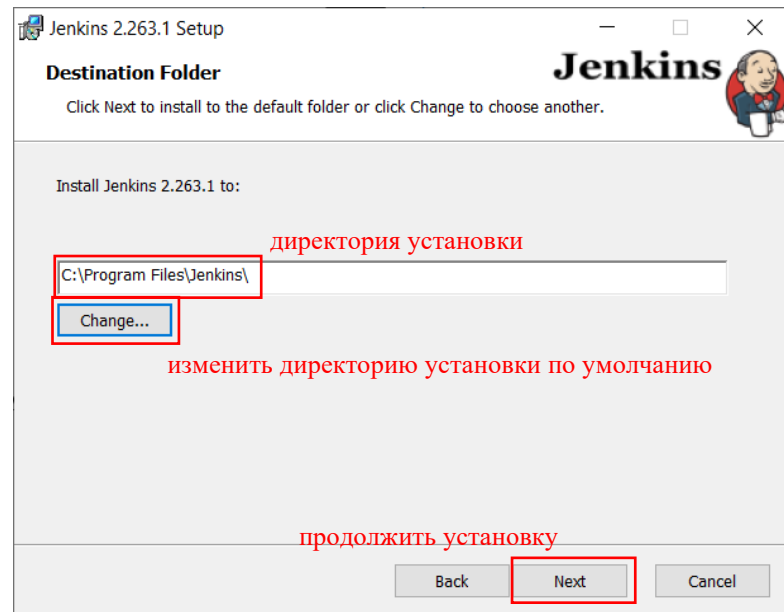 Jenkins 2.263.1 Setup
Jenkins
Destination Folder
Click Next to install to the default folder or click Change to choose another.
Install Jenkins 2.263.1 to:
директория установки
C:\Program Files\Jenkins\
Change...
изменить директорию установки по умолчанию
продолжить установку
Back Next Cancel